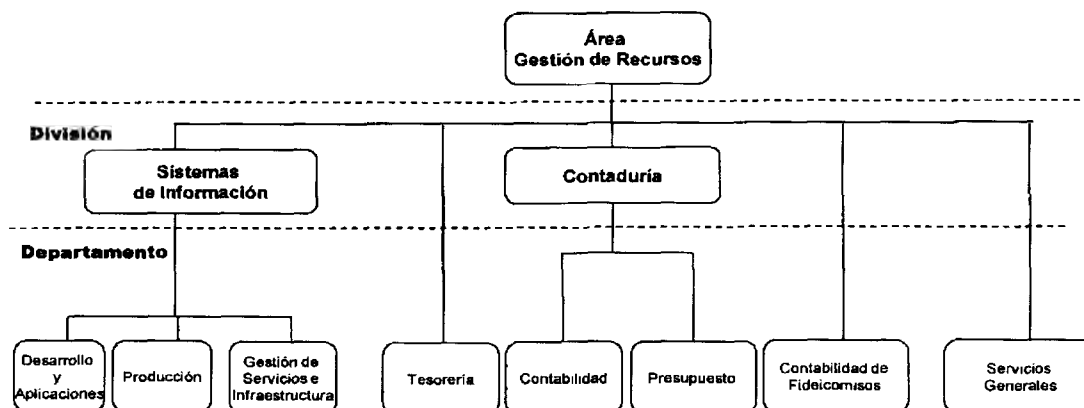 Área
Gestión de Recursos
División
Sistemas
de Información
Contaduría
Departamento
Desarrollo
y
Aplicaciones
Producción
Gestión de
Servicios e
Infraestructura
Tesorería
Contabilidad
Presupuesto
Contabilidad de
Fideicomisos
Servicios
Generales